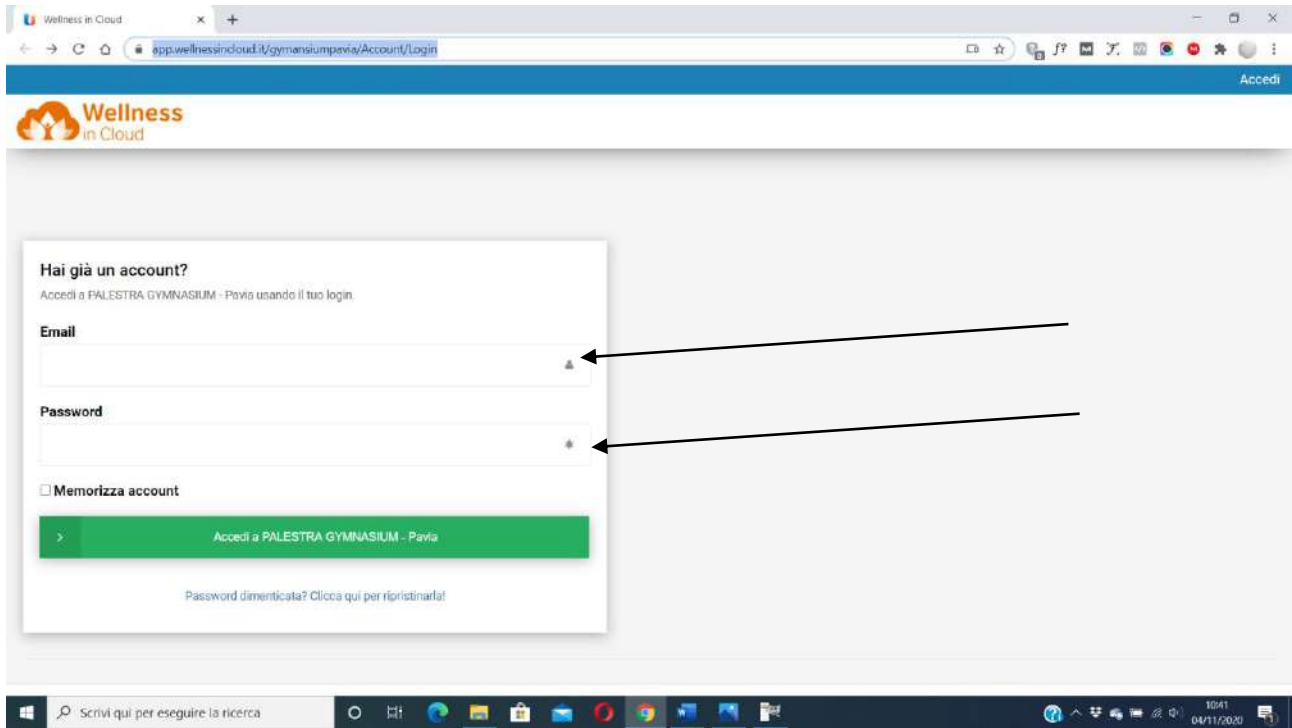 Wellness in Cloud
app.wellnessincloud.it/gymansiumpavia/Account/Login
Accedi
Wellness
in Cloud
Hai già un account?
Accedi a PALESTRA GYMNASIUM - Pavia usando il tuo login.
Email
Password
Memorizza account
Accedi a PALESTRA GYMNASIUM - Pavia
Password dimenticata? Clicca qui per ripristinarla!
Scrivi qui per eseguire la ricerca
10:41
04/11/2020